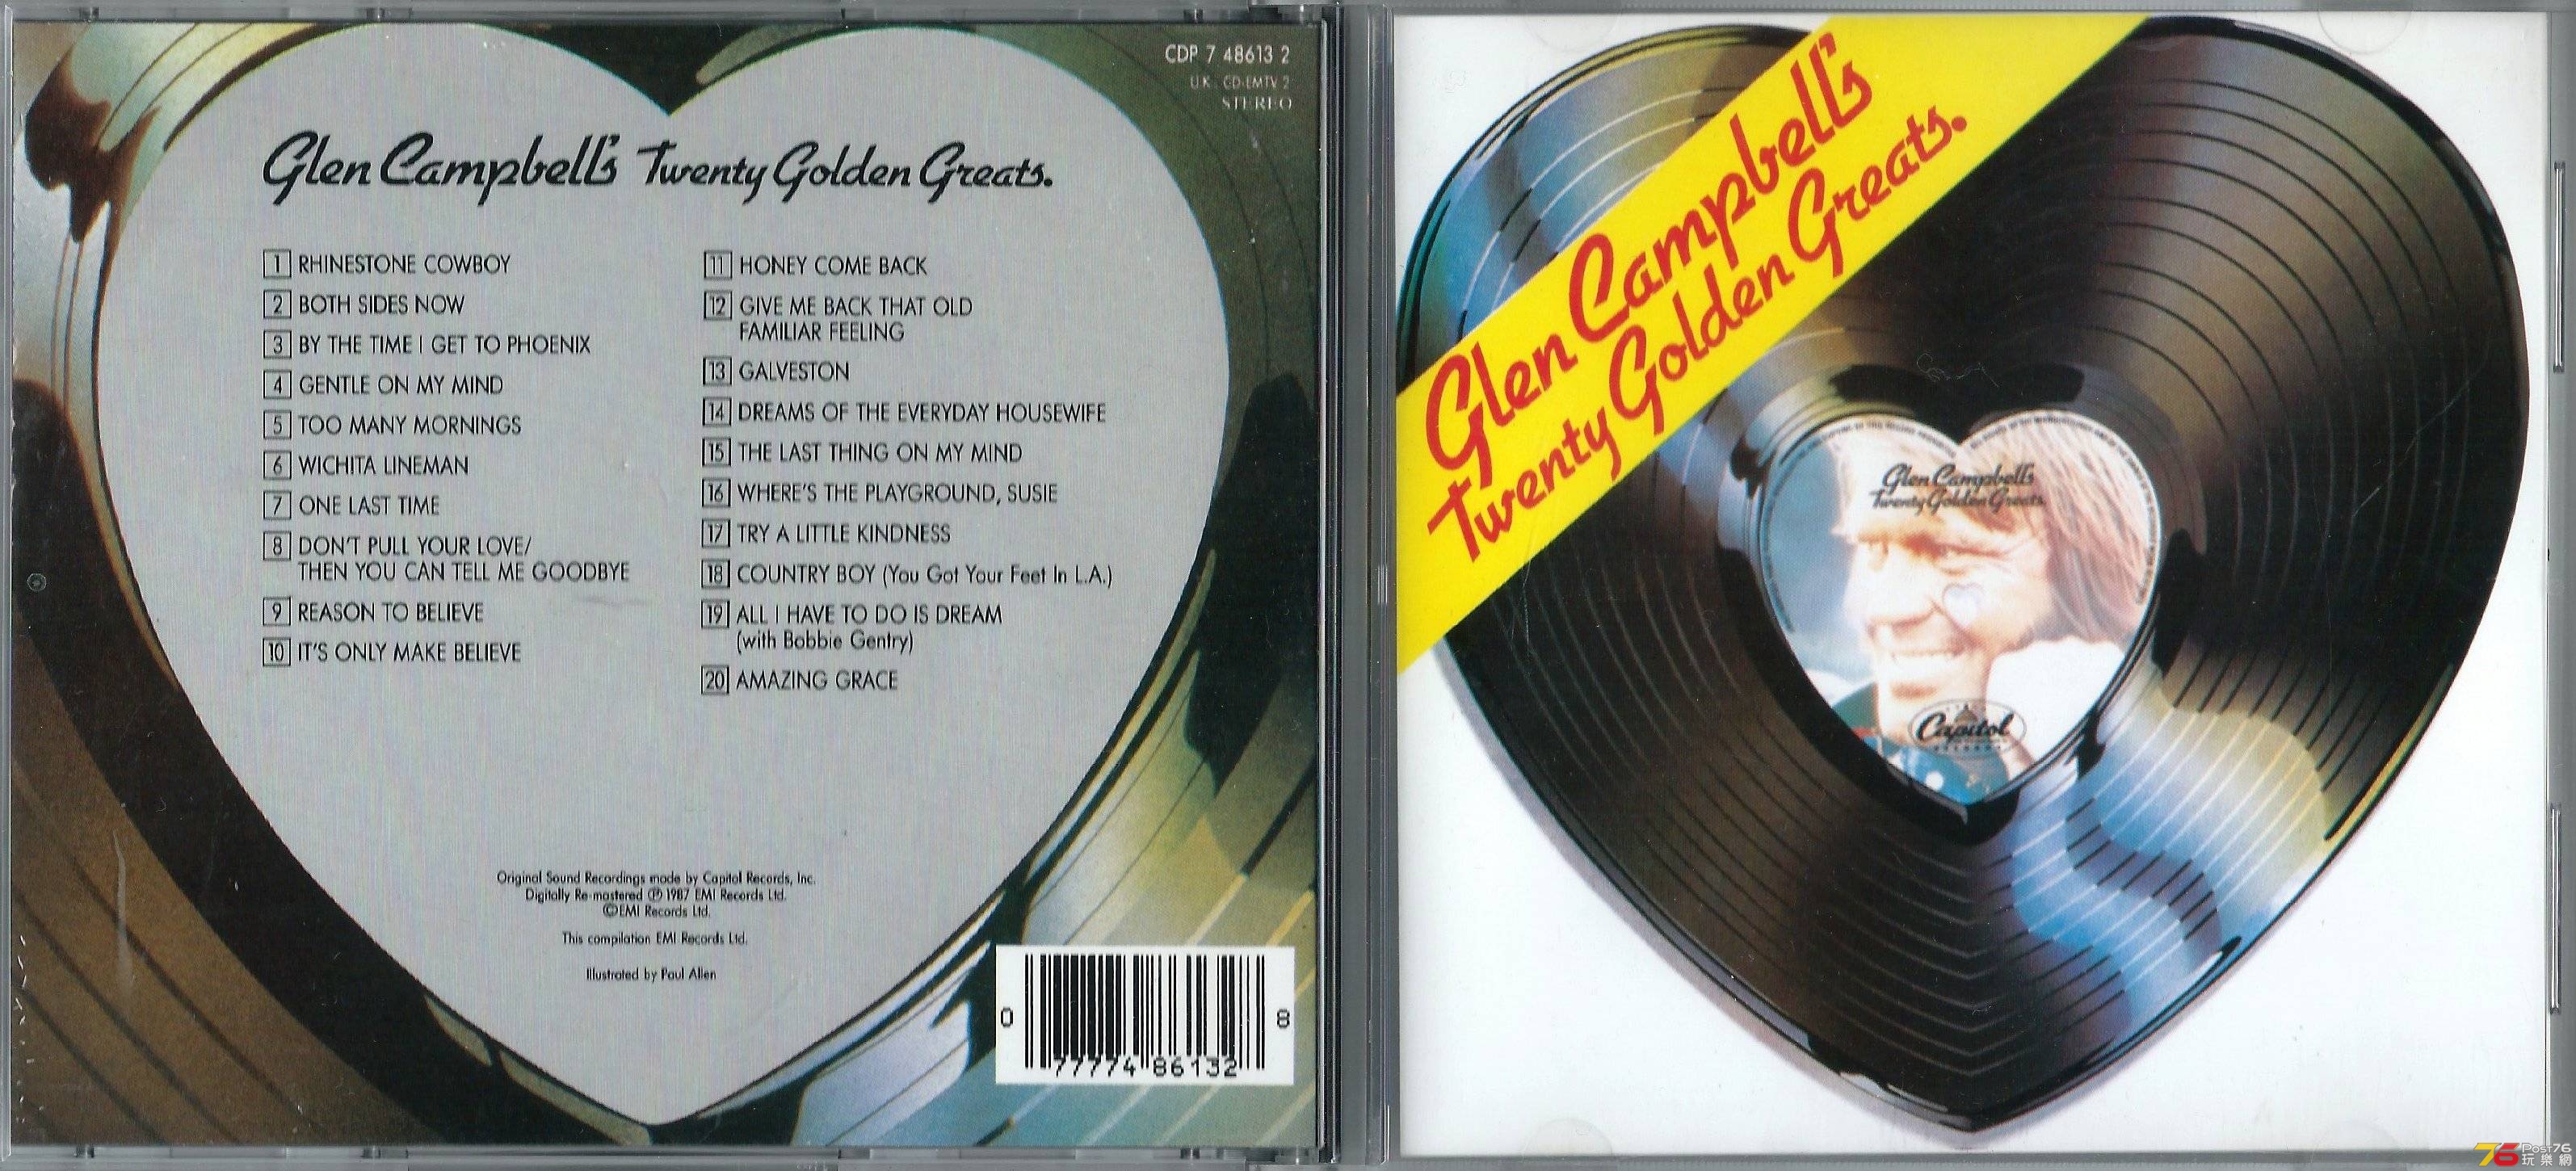 CDP 7 48613 2
U.K. CD-EMTV 2
STEREO
Glen Campbell's Twenty Golden Greats.
1 RHINESTONE COWBOY
2 BOTH SIDES NOW
3 BY THE TIME I GET TO PHOENIX
4 GENTLE ON MY MIND
5 TOO MANY MORNINGS
6 WICHITA LINEMAN
7 ONE LAST TIME
8 DON'T PULL YOUR LOVE/
THEN YOU CAN TELL ME GOODBYE
9 REASON TO BELIEVE
10 IT'S ONLY MAKE BELIEVE
11 HONEY COME BACK
12 GIVE ME BACK THAT OLD
FAMILIAR FEELING
13 GALVESTON
14 DREAMS OF THE EVERYDAY HOUSEWIFE
15 THE LAST THING ON MY MIND
16 WHERE'S THE PLAYGROUND, SUSIE
17 TRY A LITTLE KINDNESS
18 COUNTRY BOY (You Got Your Feet In L.A.)
19 ALL I HAVE TO DO IS DREAM
(with Bobbie Gentry)
20 AMAZING GRACE
Original Sound Recordings made by Capitol Records, Inc.
Digitally Re-mastered ℗ 1987 EMI Records Ltd.
© EMI Records Ltd.
This compilation EMI Records Ltd.
Illustrated by Paul Allen
0 77774 86132 8
Glen Campbell's
Twenty Golden Greats.
Glen Campbell's
Twenty Golden Greats.
Capitol
76 Post76
玩樂網